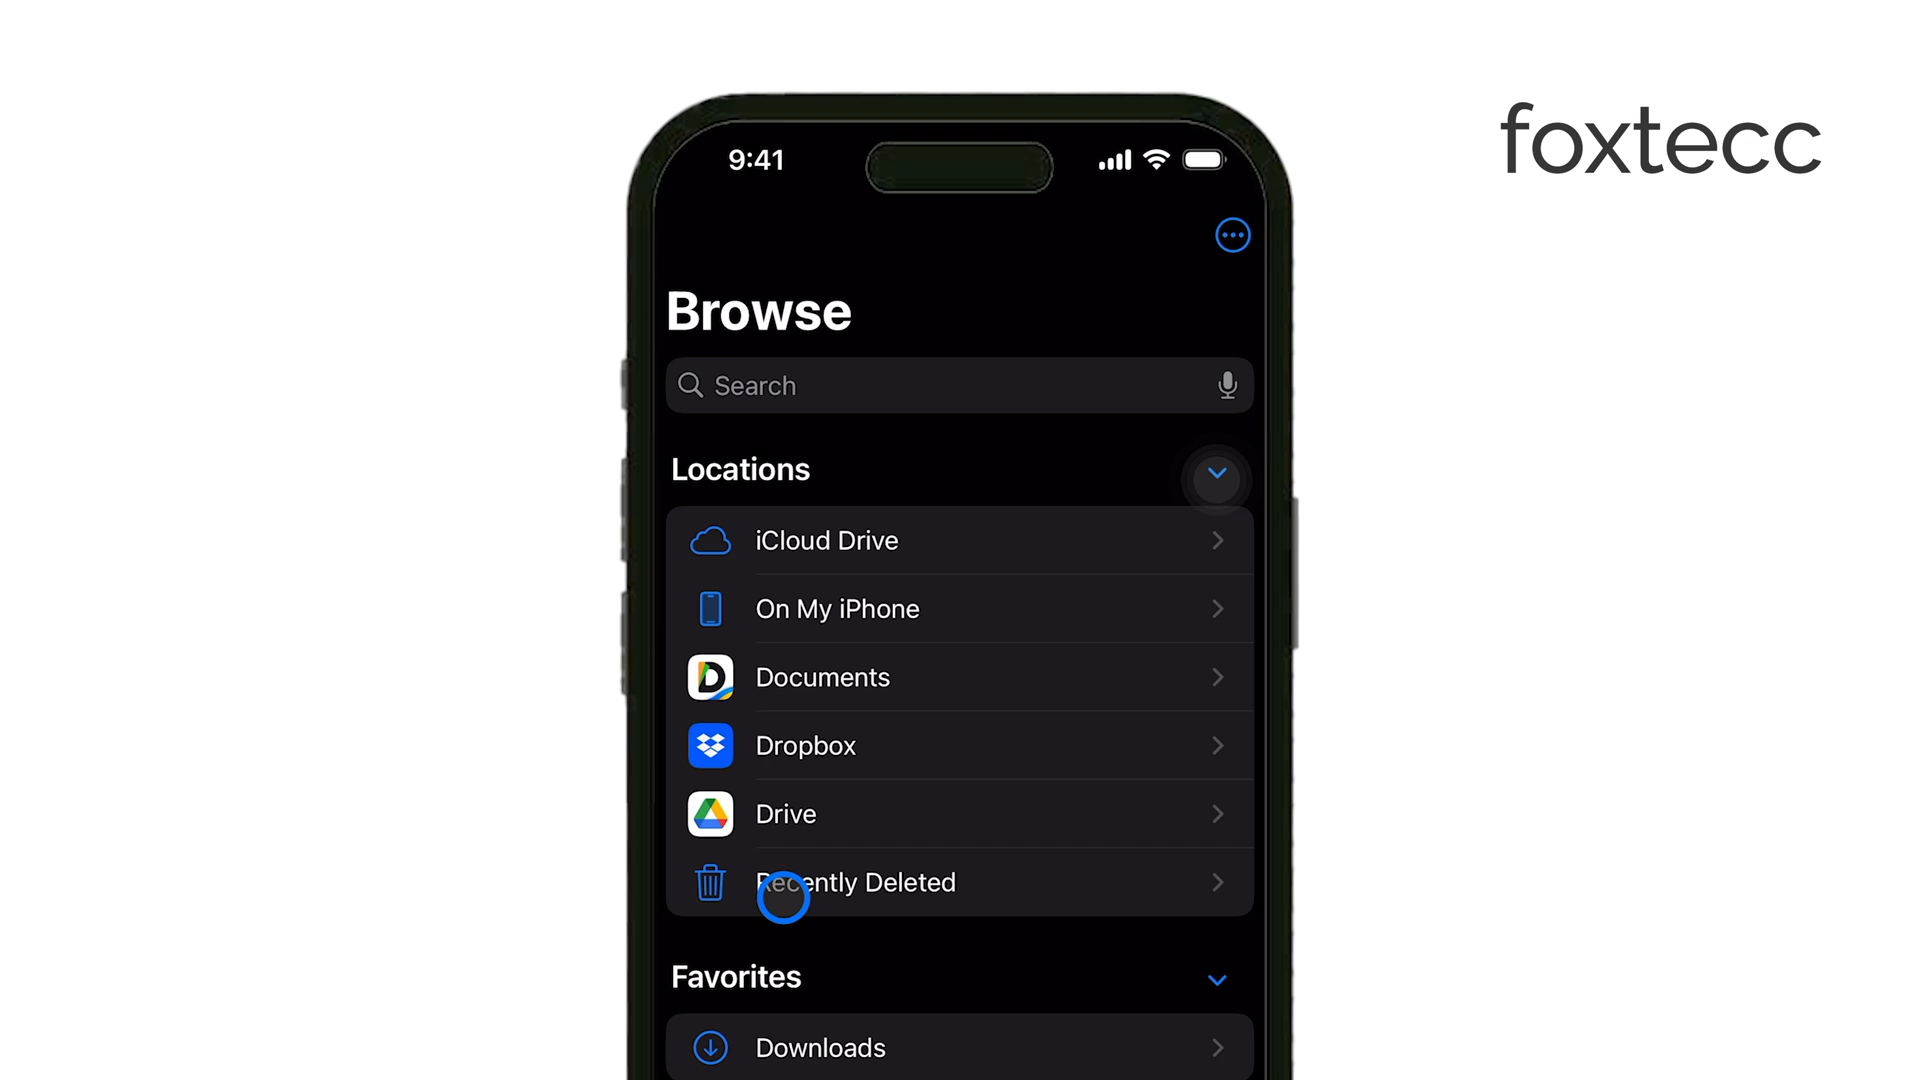 foxtecc
9:41
Browse
Search
Locations
iCloud Drive
On My iPhone
Documents
Dropbox
Drive
Recently Deleted
Favorites
Downloads